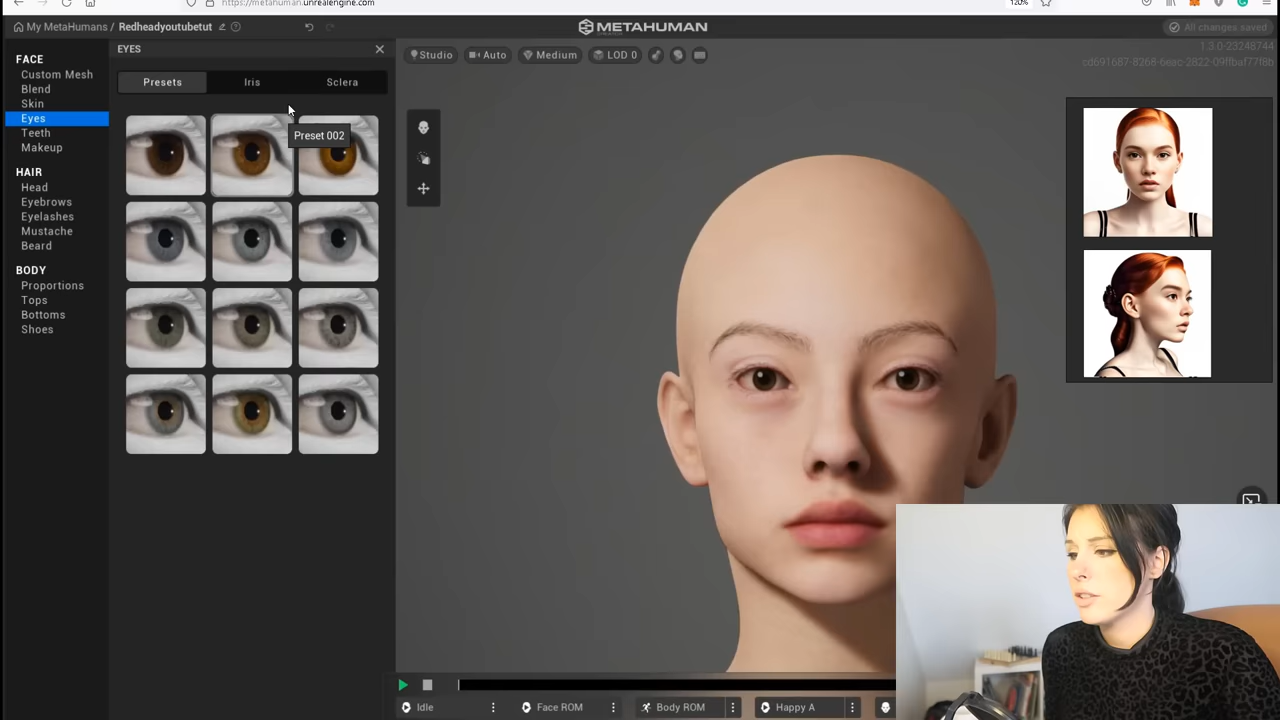 https://metahuman.unrealengine.com
120%
My MetaHumans / Redheadyoutubetut
METAHUMAN
CREATOR
All changes saved
FACE
Custom Mesh
Blend
Skin
Eyes
Teeth
Makeup
HAIR
Head
Eyebrows
Eyelashes
Mustache
Beard
BODY
Proportions
Tops
Bottoms
Shoes
EYES
Presets Iris Sclera
Preset 002
Studio Auto Medium LOD 0
1.3.0-23248744
Idle Face ROM Body ROM Happy A